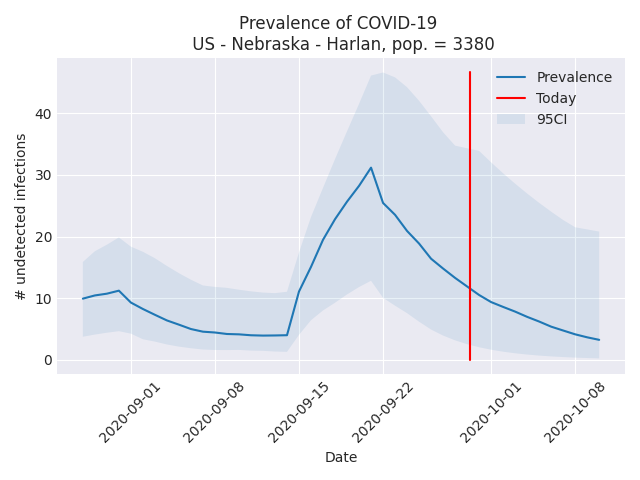 Prevalence of COVID-19
US - Nebraska - Harlan, pop. = 3380
Prevalence
Today
95CI
# undetected infections
40
30
20
10
0
2020-09-01
2020-09-08
2020-09-15
2020-09-22
2020-10-01
2020-10-08
Date